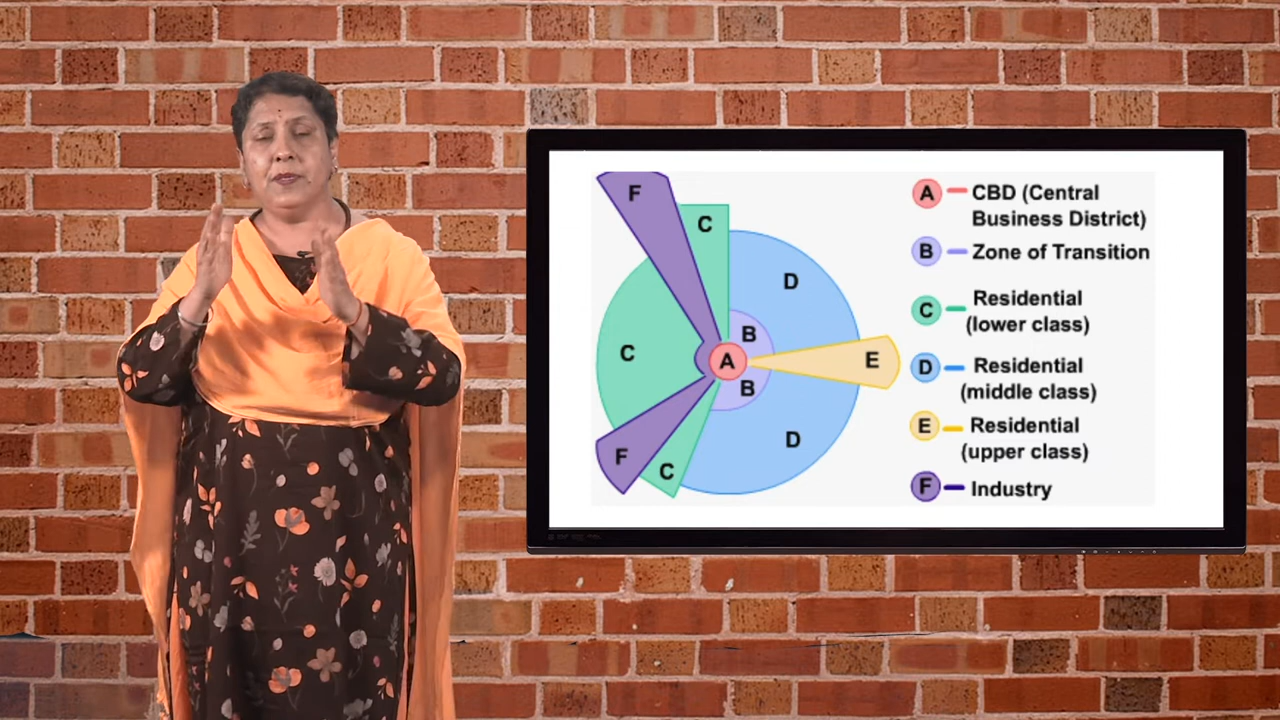 F
C
D
C
B
A
E
B
D
F
C
A CBD (Central
Business District)
B Zone of Transition
C Residential
(lower class)
D Residential
(middle class)
E Residential
(upper class)
F Industry